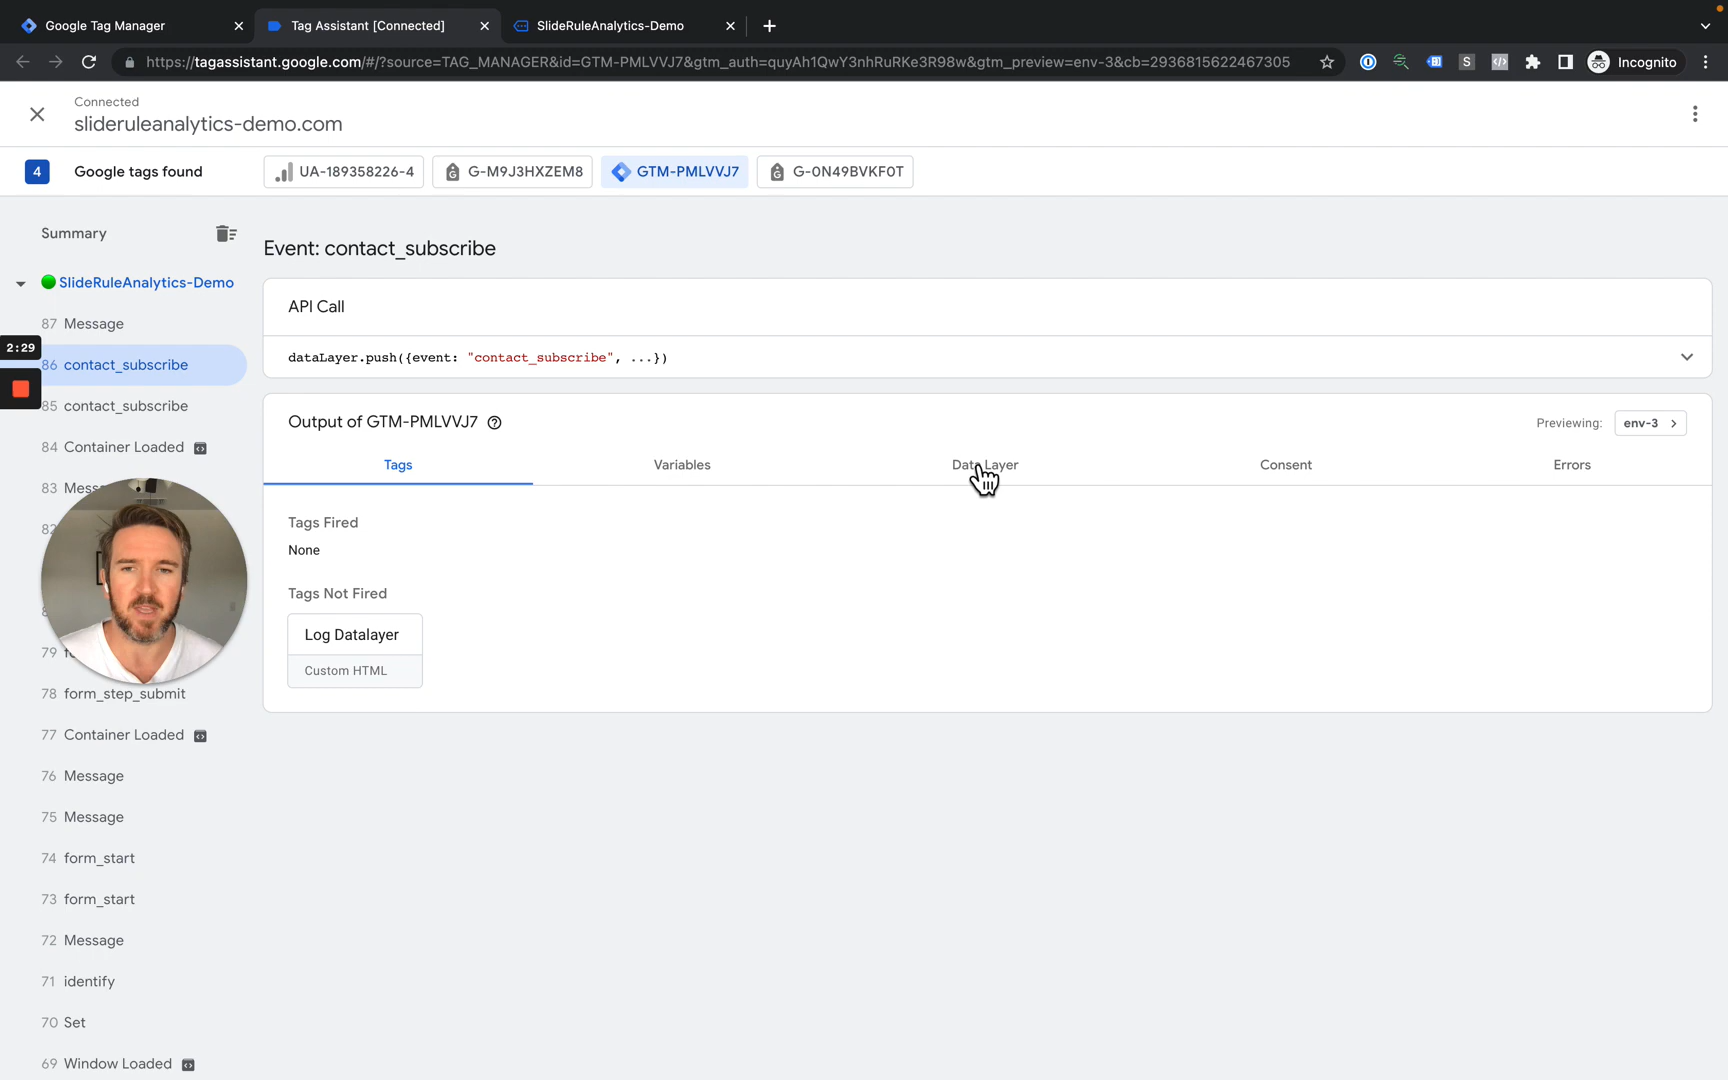 Google Tag Manager
Tag Assistant [Connected]
SlideRuleAnalytics-Demo
https://tagassistant.google.com/#/?source=TAG_MANAGER&id=GTM-PMLVVJ7&gtm_auth=quyAh1QwY3nhRuRKe3R98w&gtm_preview=env-3&cb=2936815622467305
S
Incognito
Connected
slideruleanalytics-demo.com
4
Google tags found
UA-189358226-4
G-M9J3HXZEM8
GTM-PMLVVJ7
G-0N49BVKF0T
Summary
SlideRuleAnalytics-Demo
87 Message
2:29
86 contact_subscribe
85 contact_subscribe
84 Container Loaded
83
82
79
78 form_step_submit
77 Container Loaded
76 Message
75 Message
74 form_start
73 form_start
72 Message
71 identify
70 Set
69 Window Loaded
Event: contact_subscribe
API Call
dataLayer.push({event: "contact_subscribe", ...})
Output of GTM-PMLVVJ7
Previewing: env-3
Tags
Variables
Data Layer
Consent
Errors
Tags Fired
None
Tags Not Fired
Log Datalayer
Custom HTML